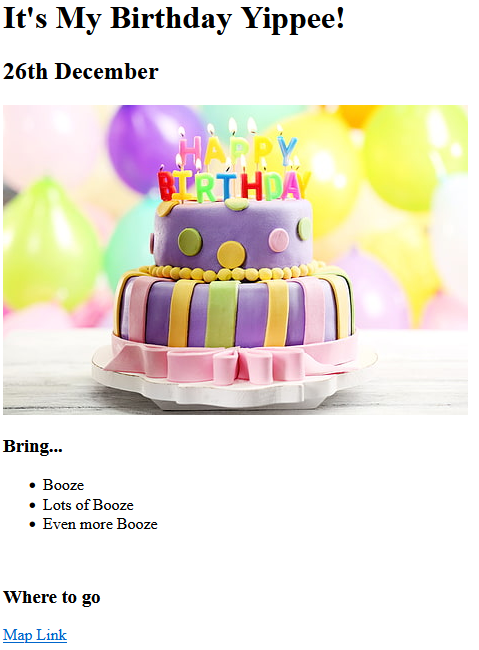 It's My Birthday Yippee!
26th December
HAPPY
BIRTHDAY
Bring...
Booze
Lots of Booze
Even more Booze
Where to go
Map Link